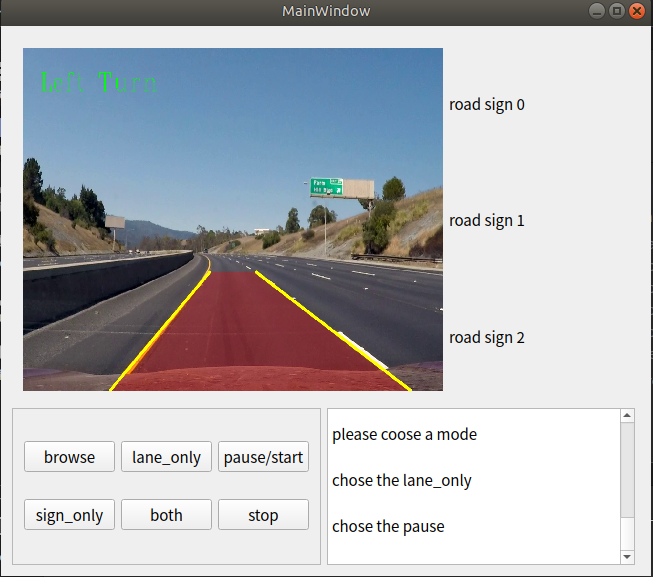 MainWindow
Left Turn
road sign 0
road sign 1
road sign 2
browse
lane_only
pause/start
sign_only
both
stop
please coose a mode
chose the lane_only
chose the pause